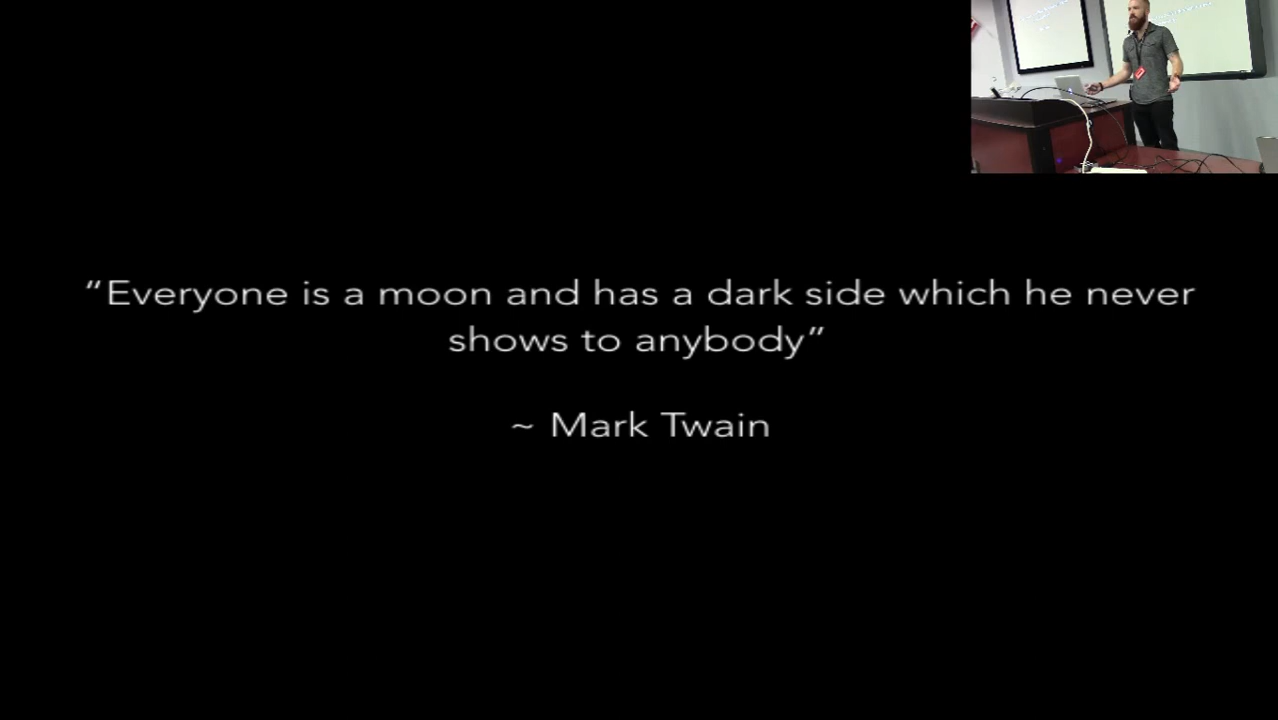 “Everyone is a moon and has a dark side which he never
shows to anybody”
~ Mark Twain